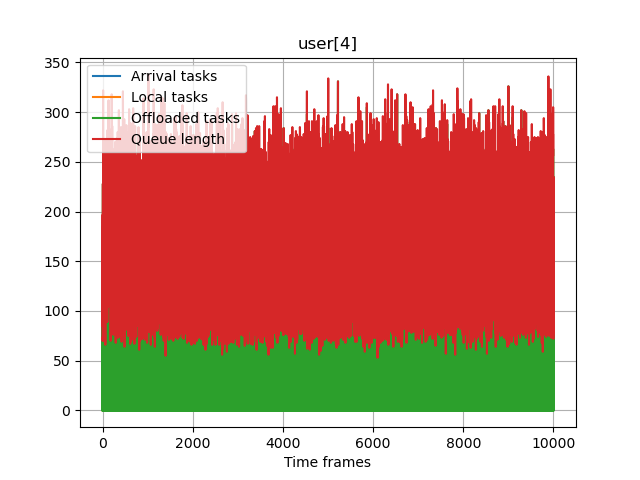 user[4]
350
300
250
200
150
100
50
0
Arrival tasks
Local tasks
Offloaded tasks
Queue length
0 2000 4000 6000 8000 10000
Time frames